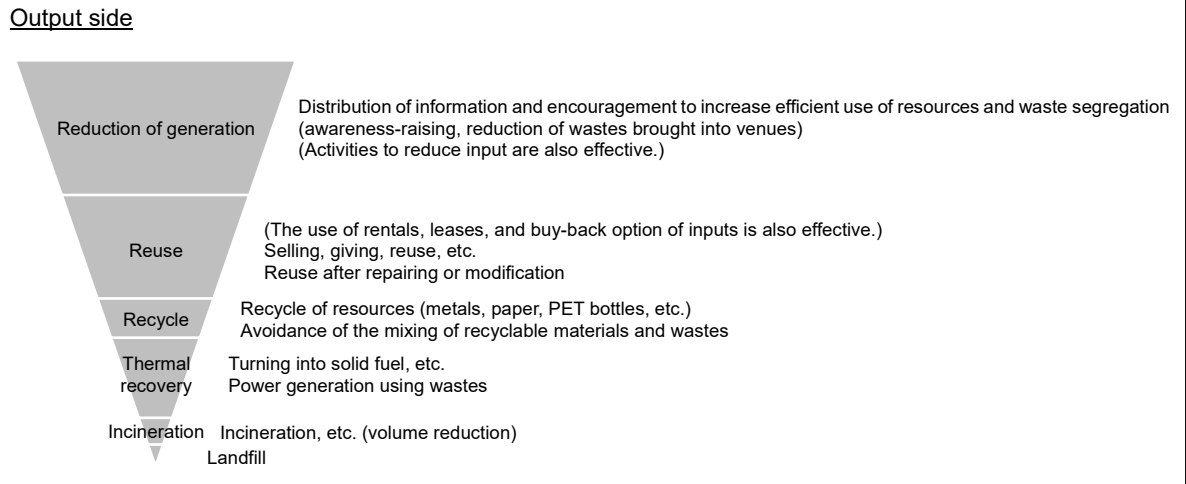 Output side
Reduction of generation
Distribution of information and encouragement to increase efficient use of resources and waste segregation
(awareness-raising, reduction of wastes brought into venues)
(Activities to reduce input are also effective.)
Reuse
(The use of rentals, leases, and buy-back option of inputs is also effective.)
Selling, giving, reuse, etc.
Reuse after repairing or modification
Recycle
Recycle of resources (metals, paper, PET bottles, etc.)
Avoidance of the mixing of recyclable materials and wastes
Thermal
recovery
Turning into solid fuel, etc.
Power generation using wastes
Incineration
Incineration, etc. (volume reduction)
Landfill